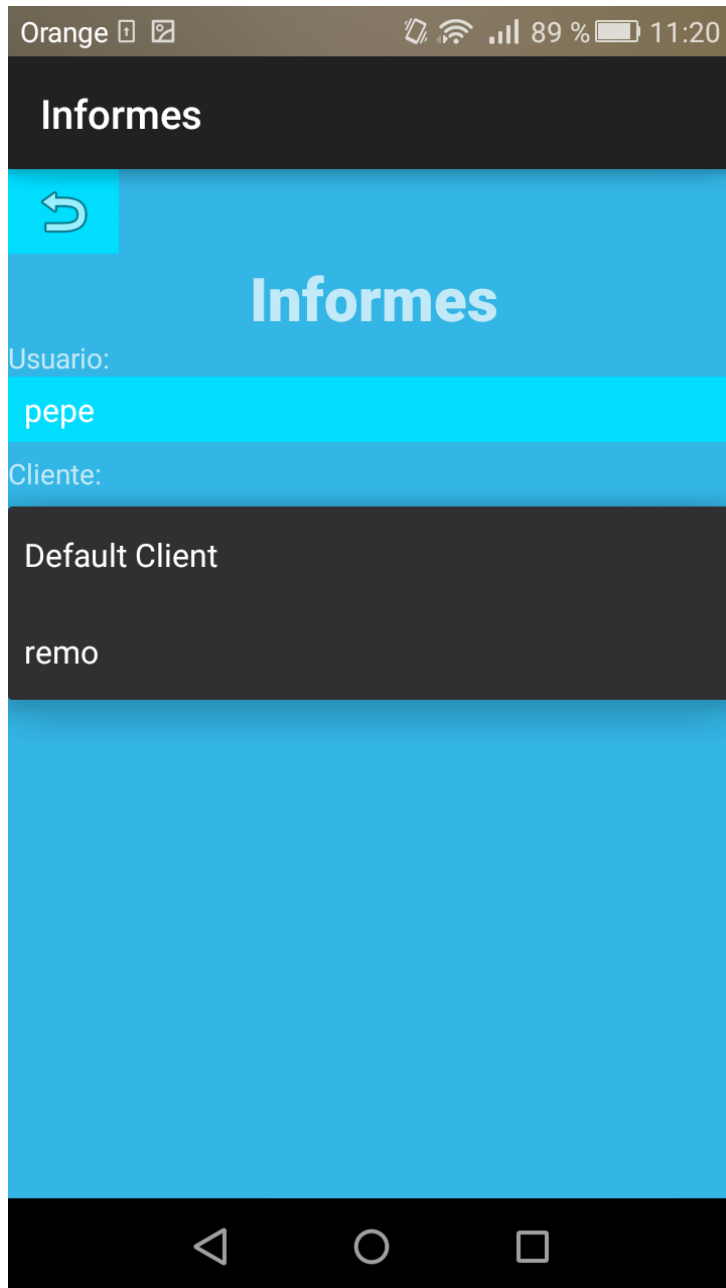 Orange 89 % 11:20
Informes
Informes
Usuario:
pepe
Cliente:
Default Client
remo